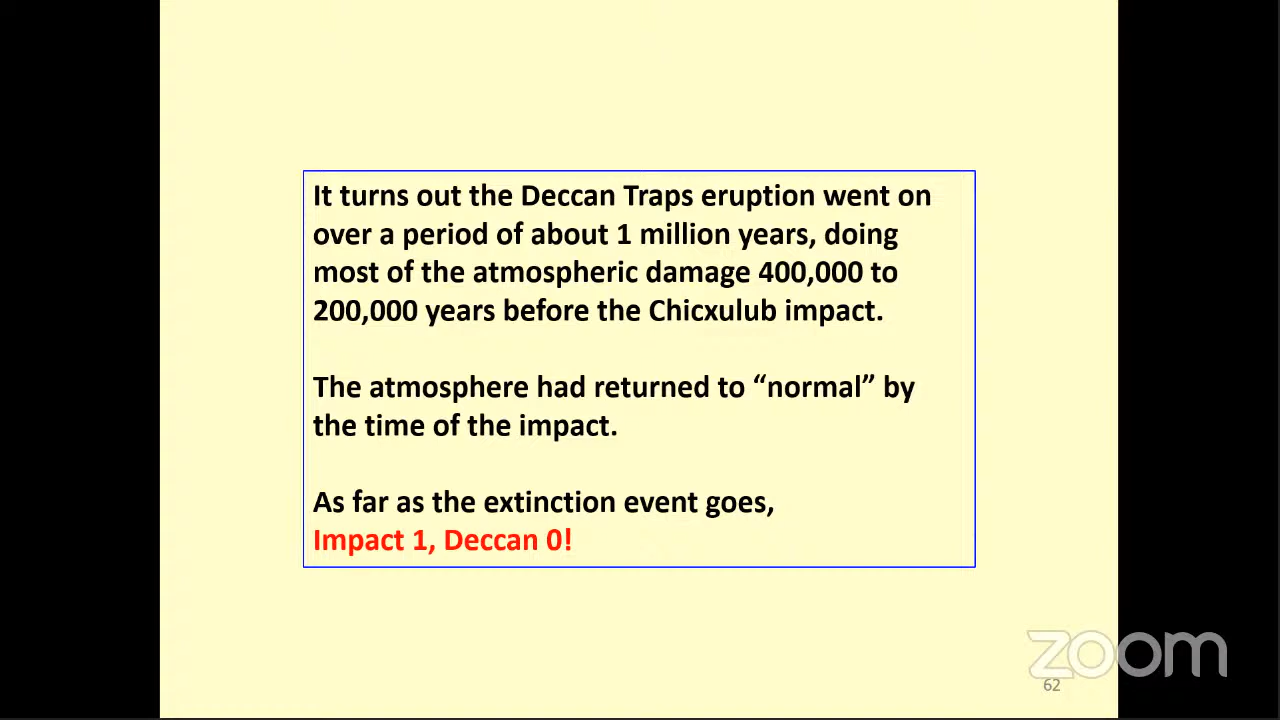 It turns out the Deccan Traps eruption went on
over a period of about 1 million years, doing
most of the atmospheric damage 400,000 to
200,000 years before the Chicxulub impact.
The atmosphere had returned to “normal” by
the time of the impact.
As far as the extinction event goes,
Impact 1, Deccan 0!
zoom
62